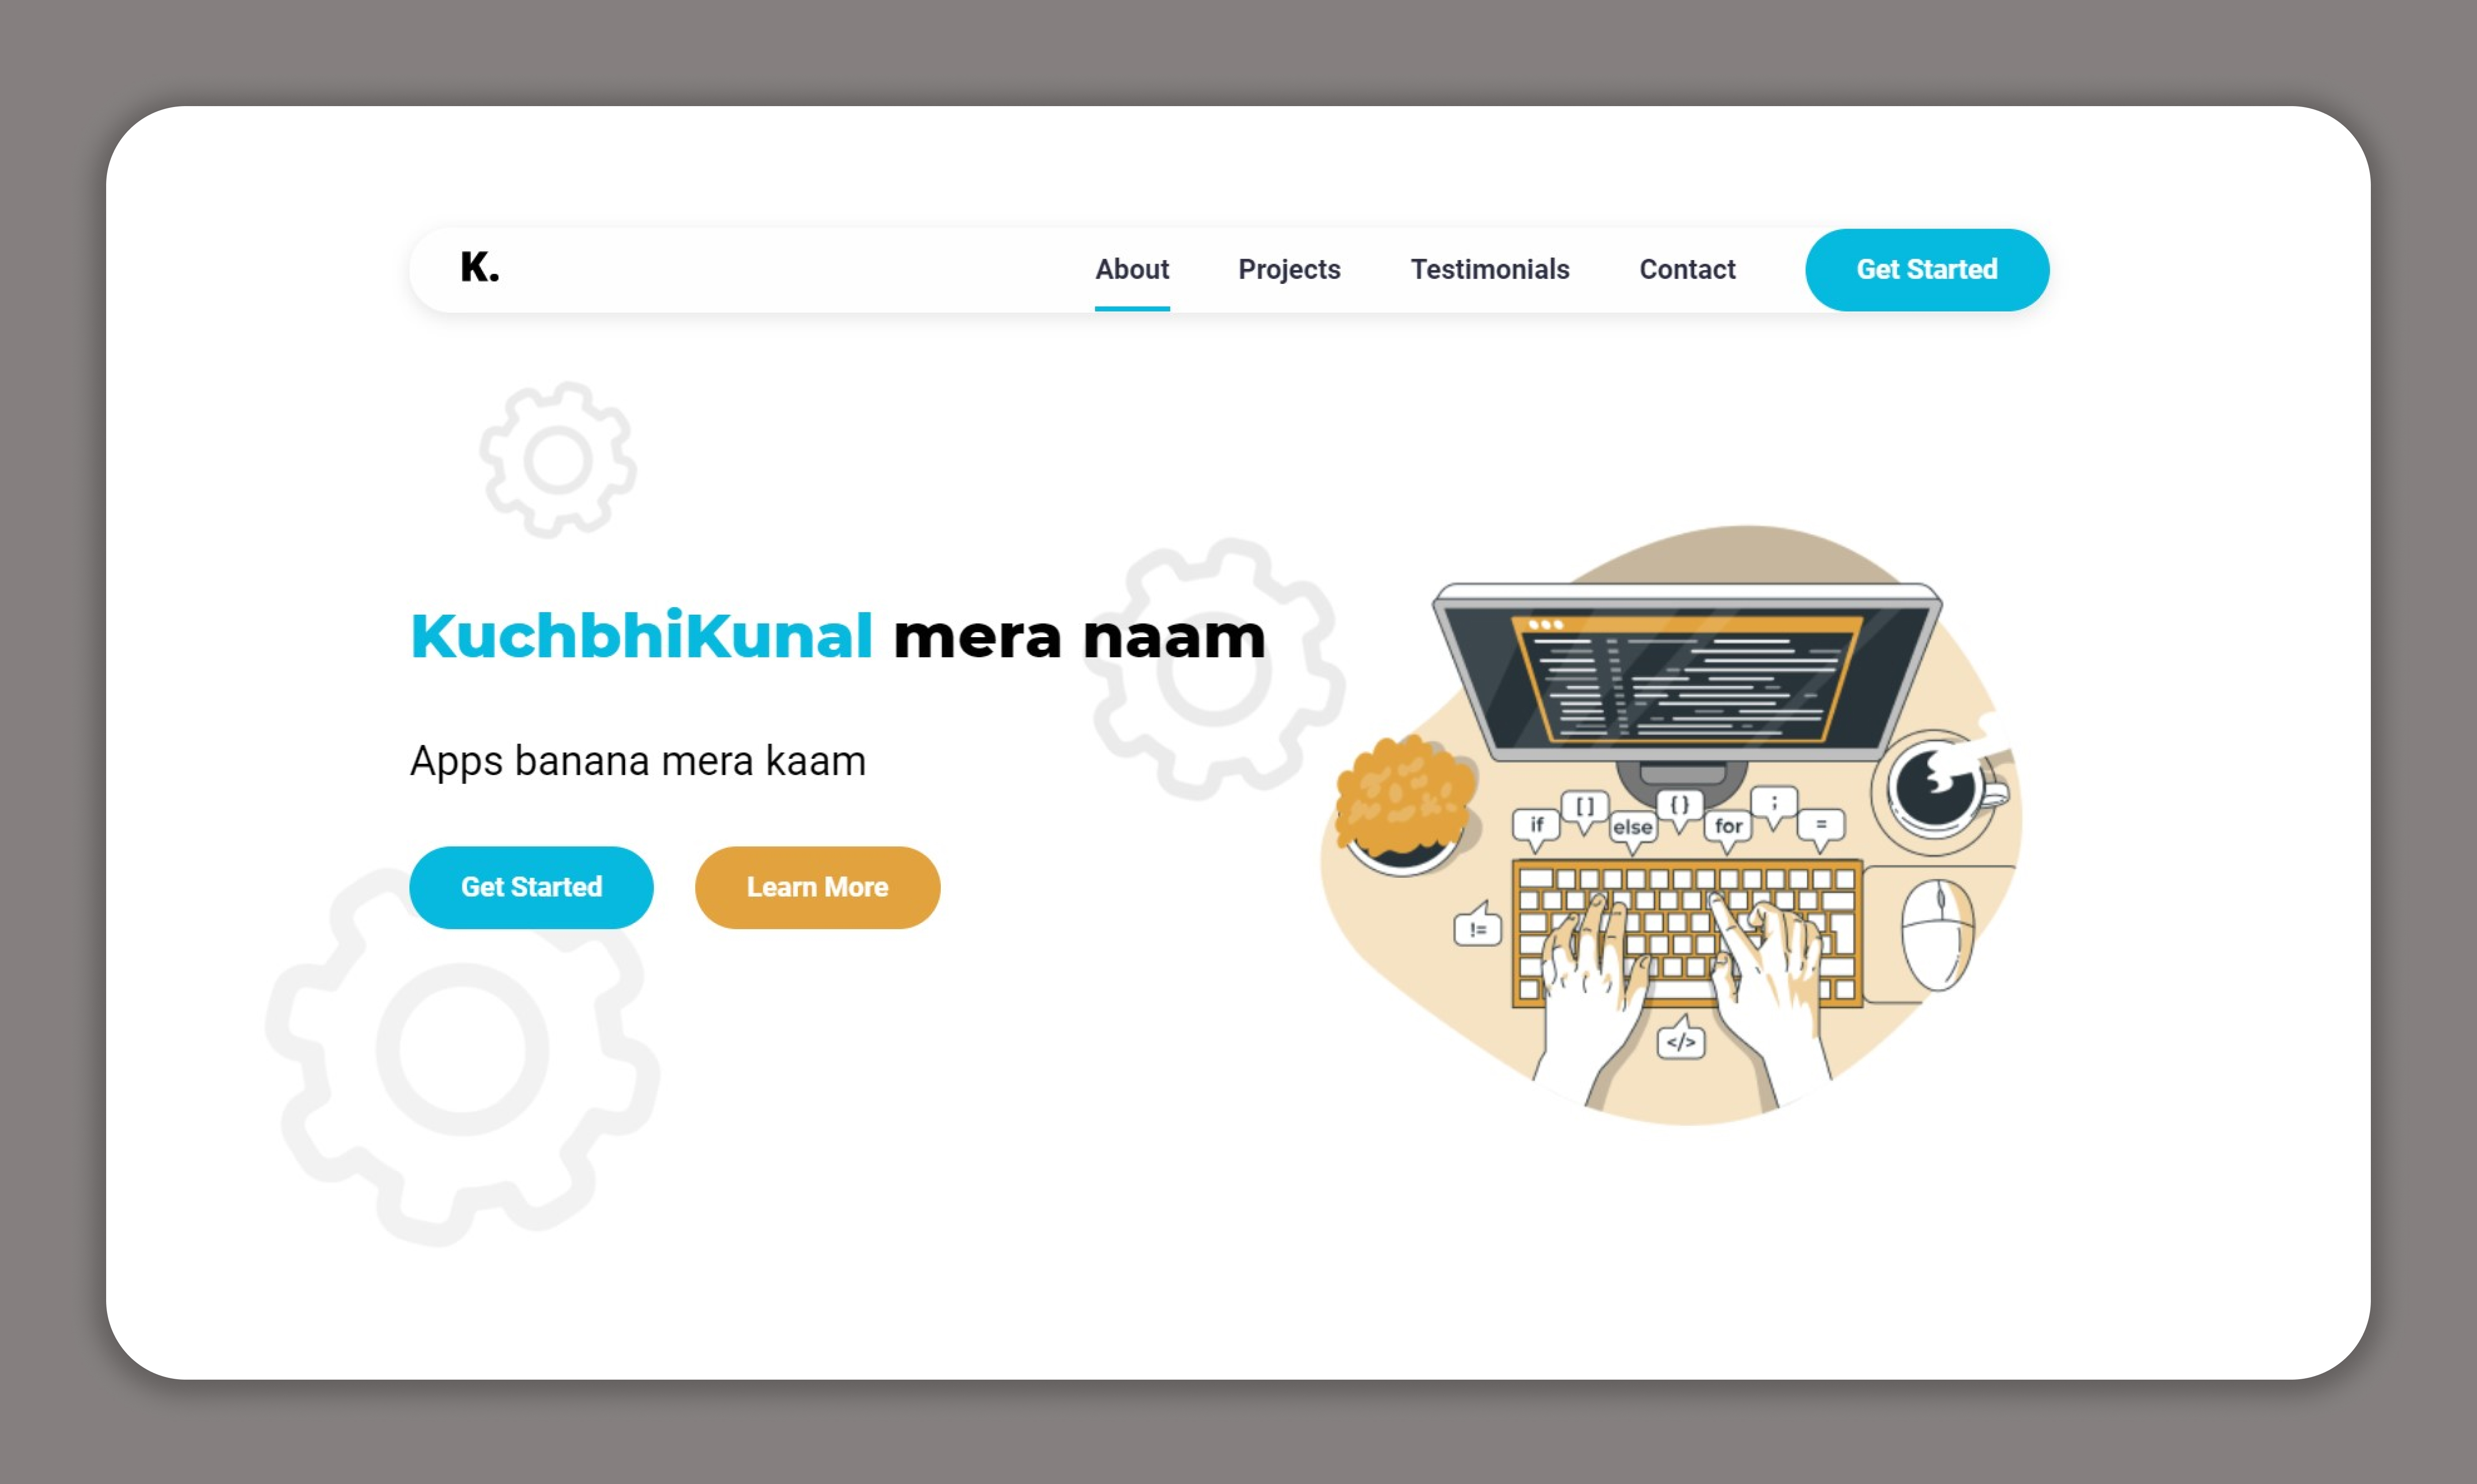 K.
About
Projects
Testimonials
Contact
Get Started
KuchbhiKunal mera naam
Apps banana mera kaam
Get Started
Learn More
if
[ ]
else
{ }
for
;
=
!=
</>